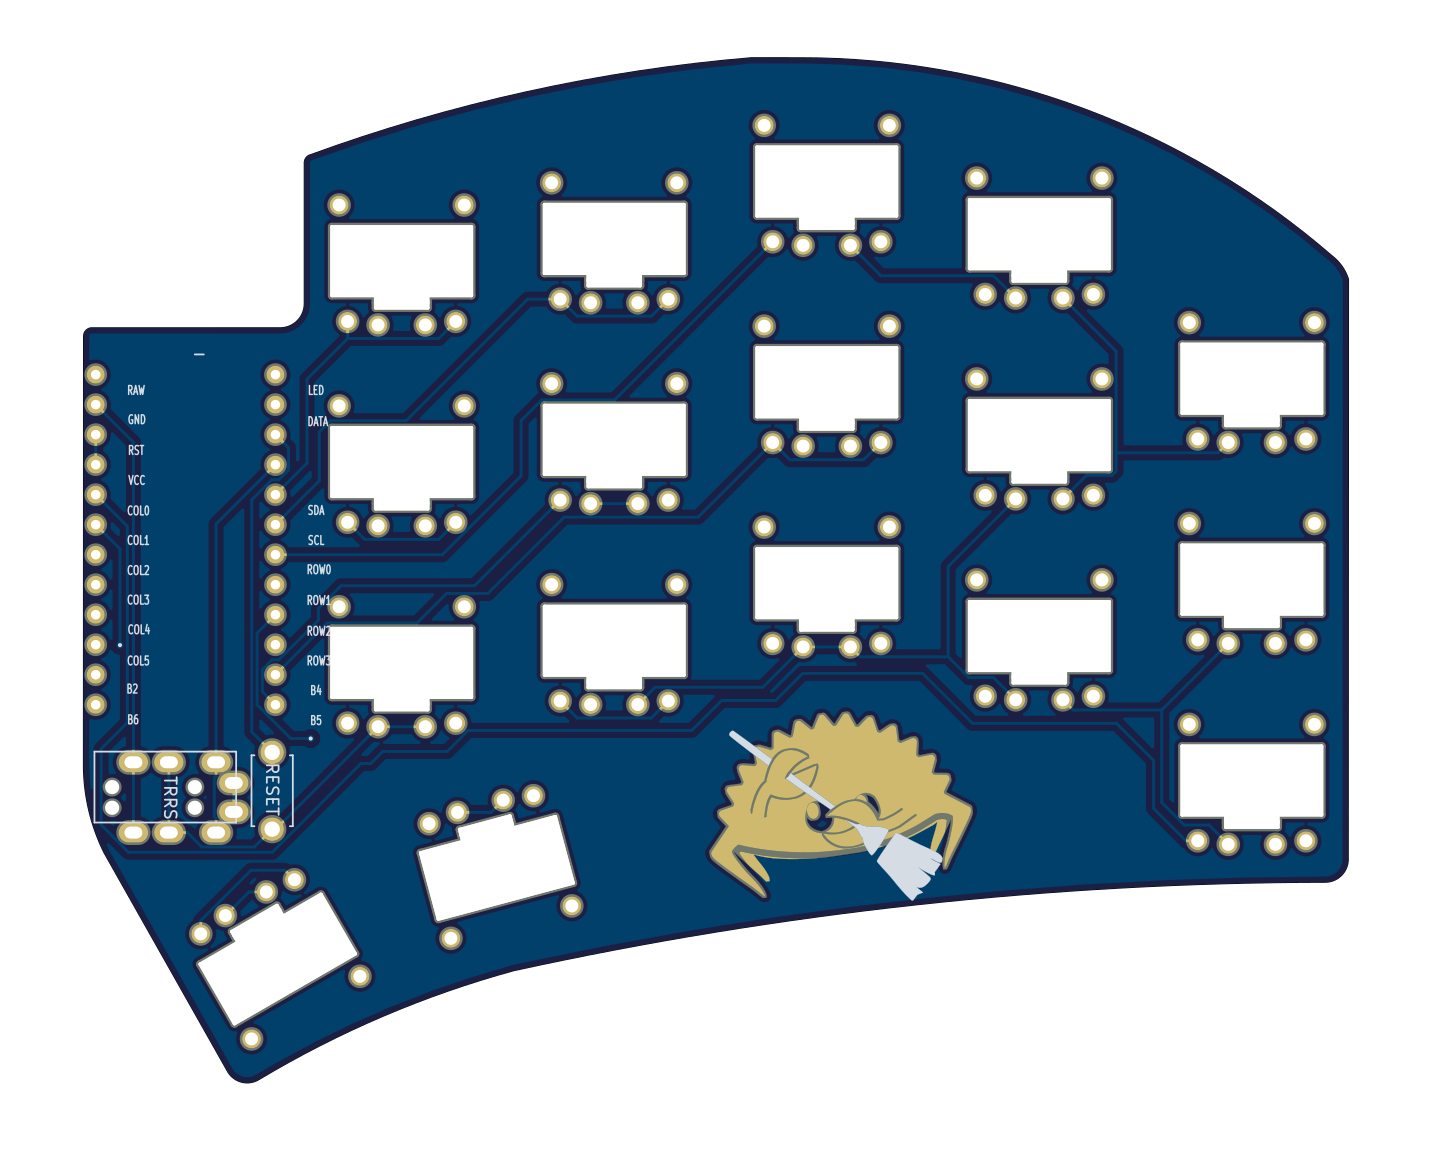 RAW
GND
RST
VCC
COL0
COL1
COL2
COL3
COL4
COL5
B2
B6
LED
DATA
SDA
SCL
ROW0
ROW1
ROW2
ROW3
B4
B5
TRRS
RESET